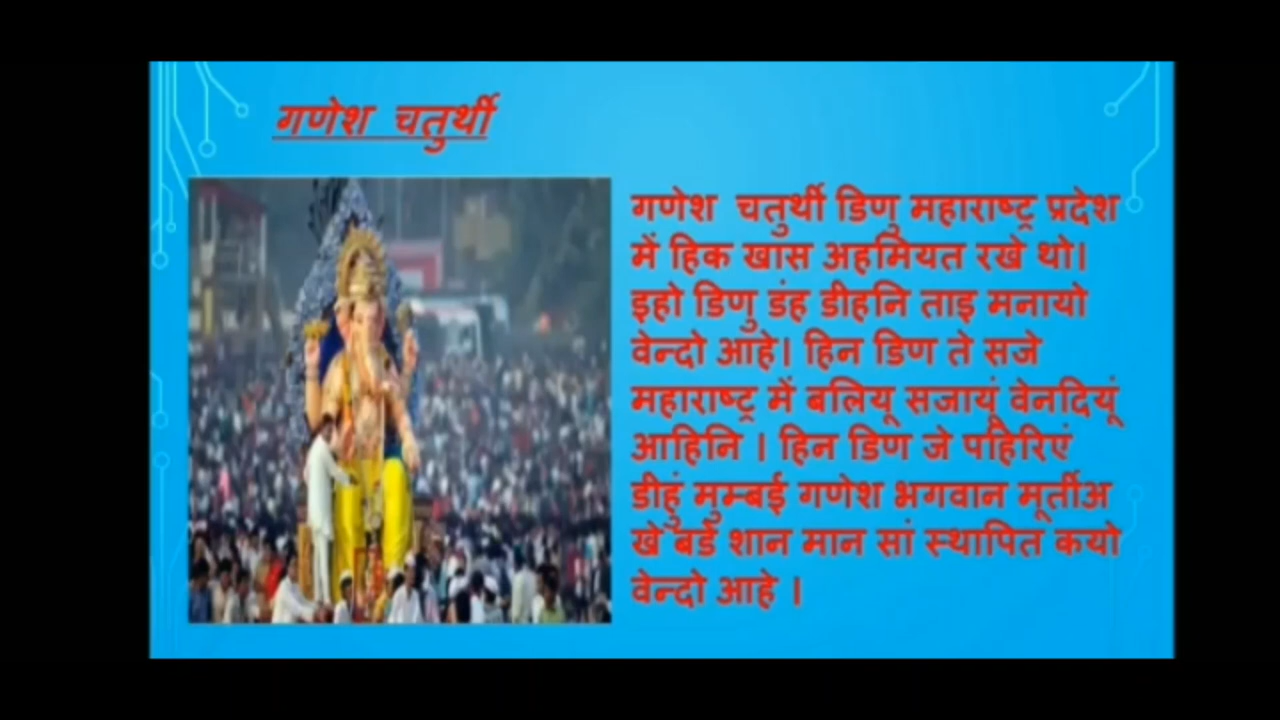 गणेश चतुर्थी
गणेश चतुर्थी डिणु महाराष्ट्र प्रदेश
में हिक खास अहमियत रखे थो।
इहो डिणु डंह डीहनि ताइ मनायो
वेन्दो आहे। हिन डिण ते सजे
महाराष्ट्र में बलियू सजायूं वेनदियूं
आहिनि । हिन डिण जे पहिरिएं
डीहुं मुम्बई गणेश भगवान मूर्तीअ
खे बडे शान मान सां स्थापित कयो
वेन्दो आहे ।